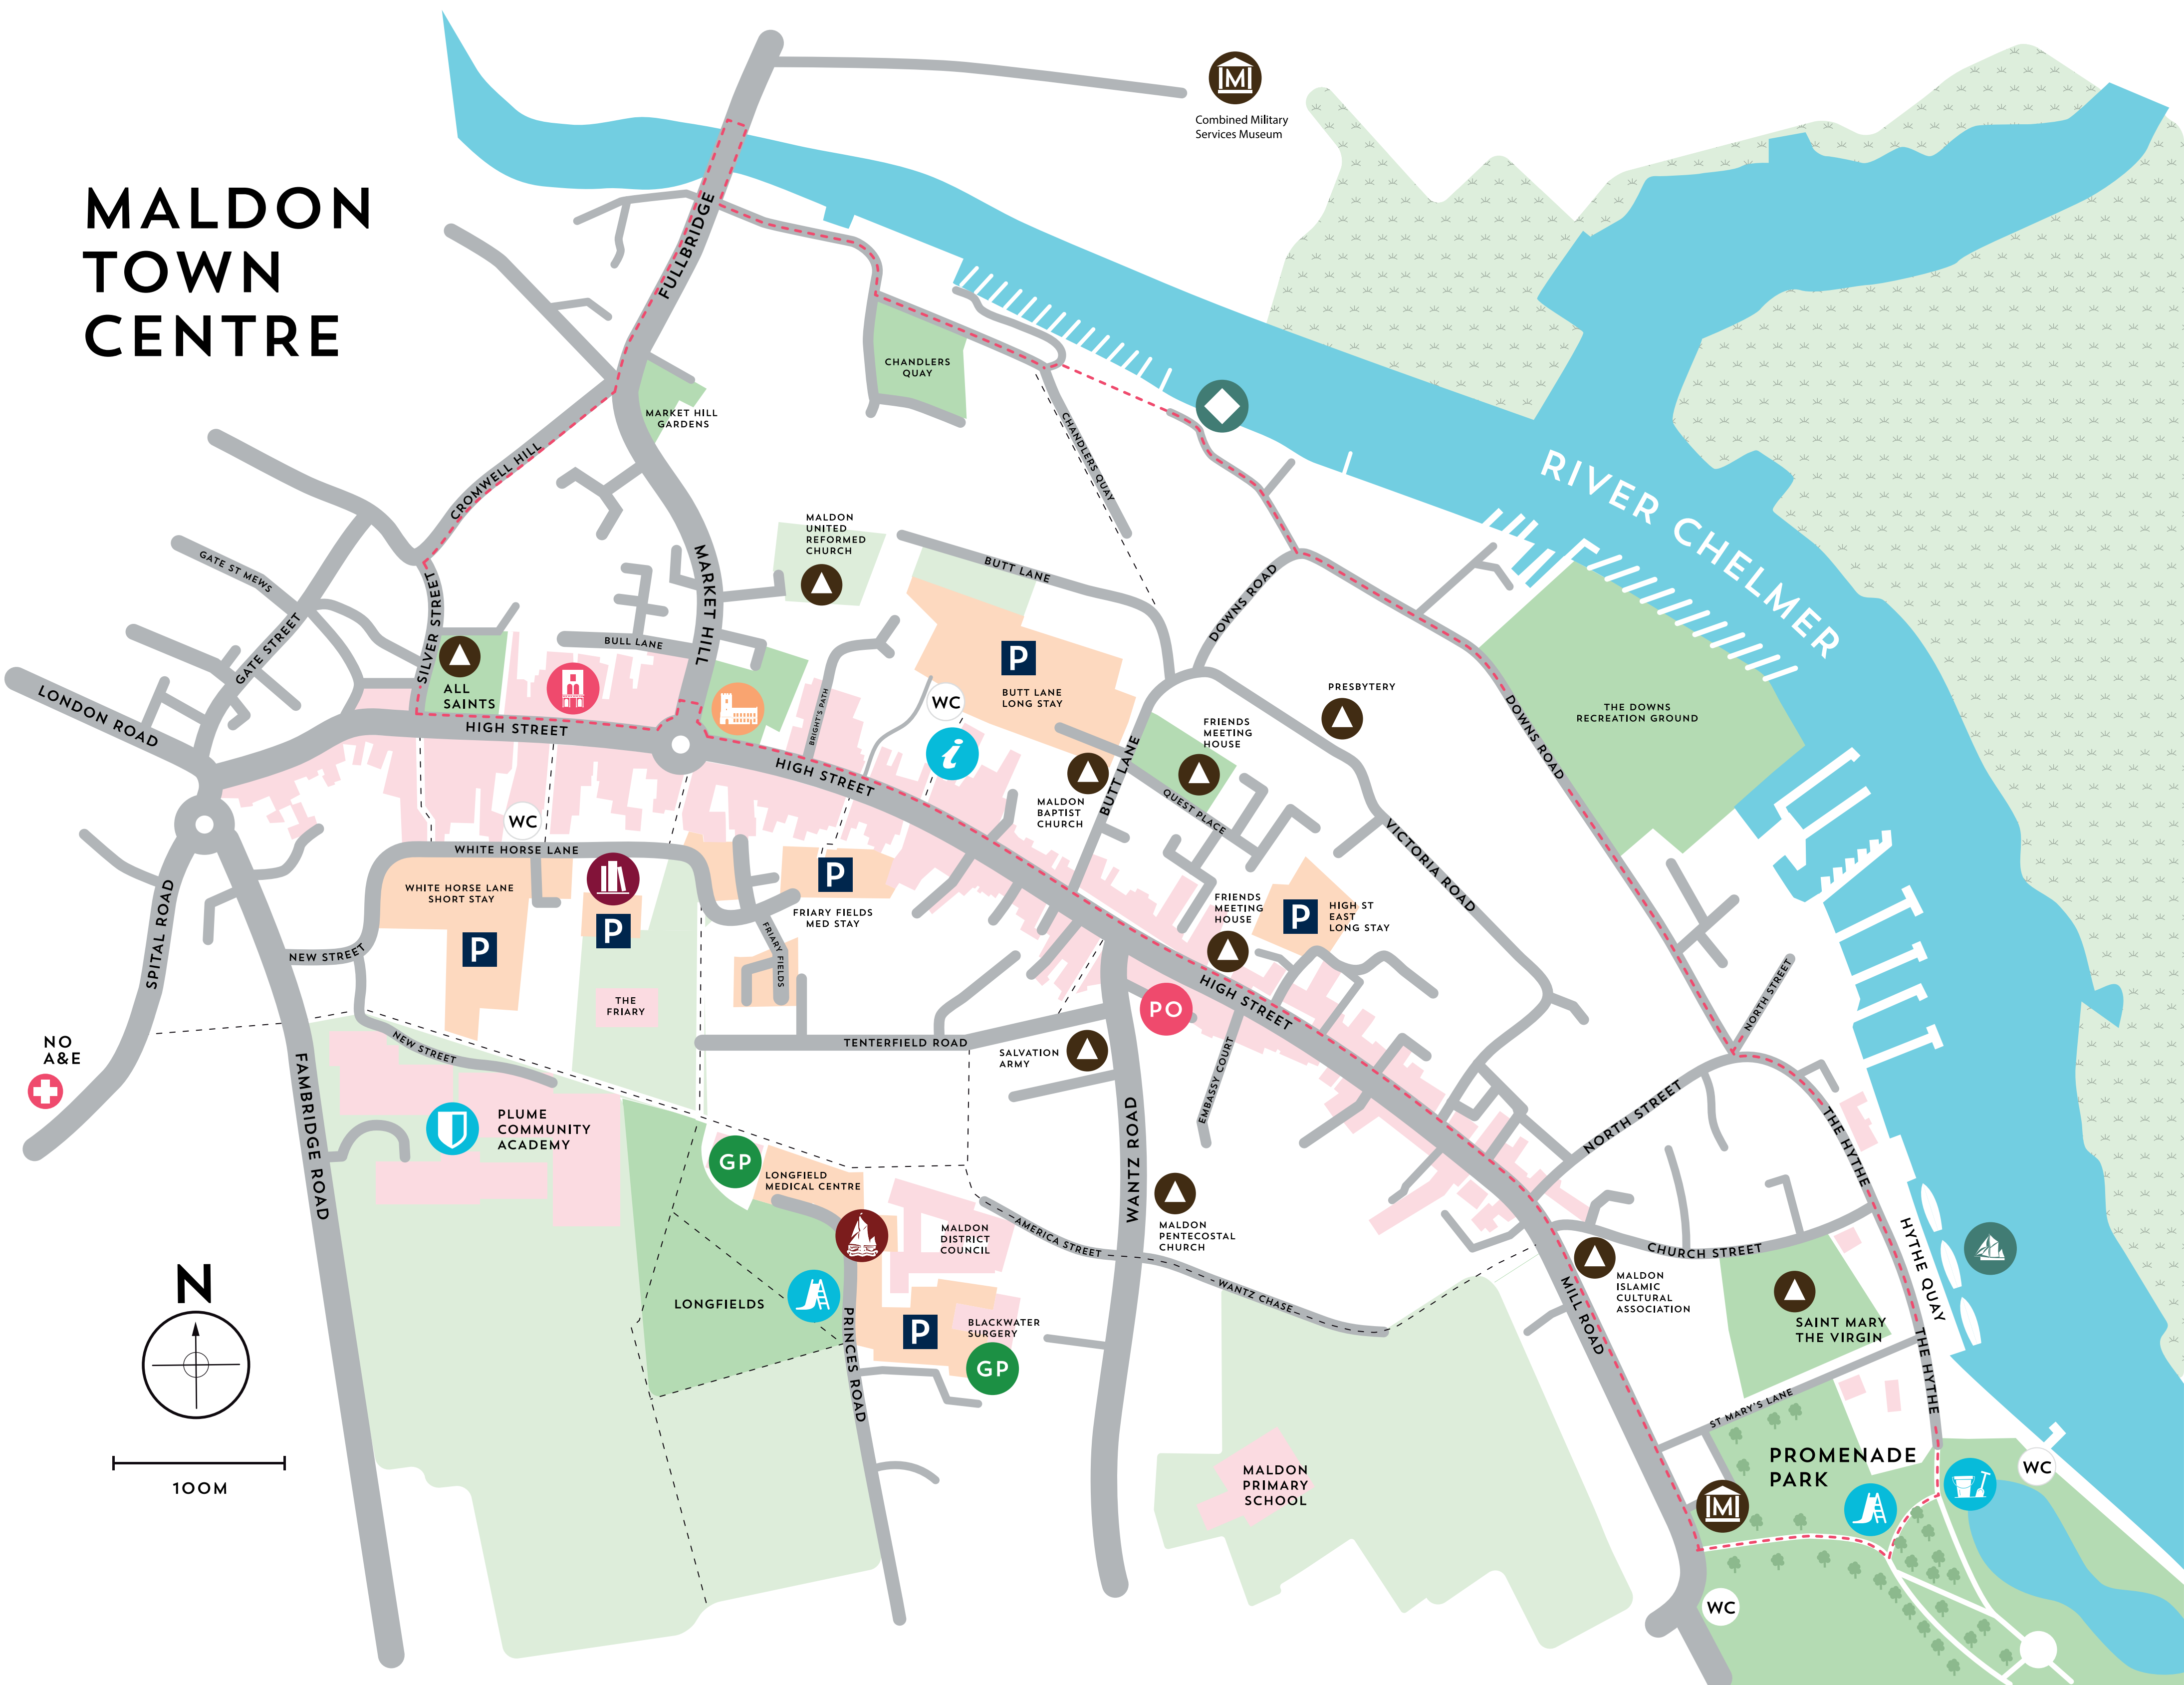 MALDON
TOWN
CENTRE
Combined Military
Services Museum
FULLBRIDGE
CHANDLERS
QUAY
MARKET HILL
GARDENS
CHANDLERS QUAY
CROMWELL HILL
RIVER CHELMER
MALDON
UNITED
REFORMED
CHURCH
MARKET HILL
BUTT LANE
GATE ST MEWS
SILVER STREET
DOWNS ROAD
GATE STREET
BULL LANE
P
BUTT LANE
LONG STAY
ALL
SAINTS
LONDON ROAD
HIGH STREET
BRIGHT'S PATH
WC
i
PRESBYTERY
FRIENDS
MEETING
HOUSE
THE DOWNS
RECREATION GROUND
DOWNS ROAD
HIGH STREET
BUTT LANE
QUEST PLACE
MALDON
BAPTIST
CHURCH
WC
WHITE HORSE LANE
VICTORIA ROAD
WHITE HORSE LANE
SHORT STAY
P
P
P
FRIARY FIELDS
MED STAY
FRIENDS
MEETING
HOUSE
P
HIGH ST
EAST
LONG STAY
SPITAL ROAD
NEW STREET
FRIARY FIELDS
THE
FRIARY
PO
HIGH STREET
NORTH STREET
NO
A&E
NEW STREET
TENTERFIELD ROAD
SALVATION
ARMY
EMBASSY COURT
FAMBRIDGE ROAD
PLUME
COMMUNITY
ACADEMY
GP
LONGFIELD
MEDICAL CENTRE
WANTZ ROAD
NORTH STREET
THE HYTHE
MALDON
DISTRICT
COUNCIL
AMERICA STREET
MALDON
PENTECOSTAL
CHURCH
CHURCH STREET
HYTHE QUAY
WANTZ CHASE
MALDON
ISLAMIC
CULTURAL
ASSOCIATION
MILL ROAD
SAINT MARY
THE VIRGIN
THE HYTHE
N
LONGFIELDS
PRINCES ROAD
P
BLACKWATER
SURGERY
GP
ST MARY'S LANE
100M
MALDON
PRIMARY
SCHOOL
PROMENADE
PARK
WC
M
M
WC